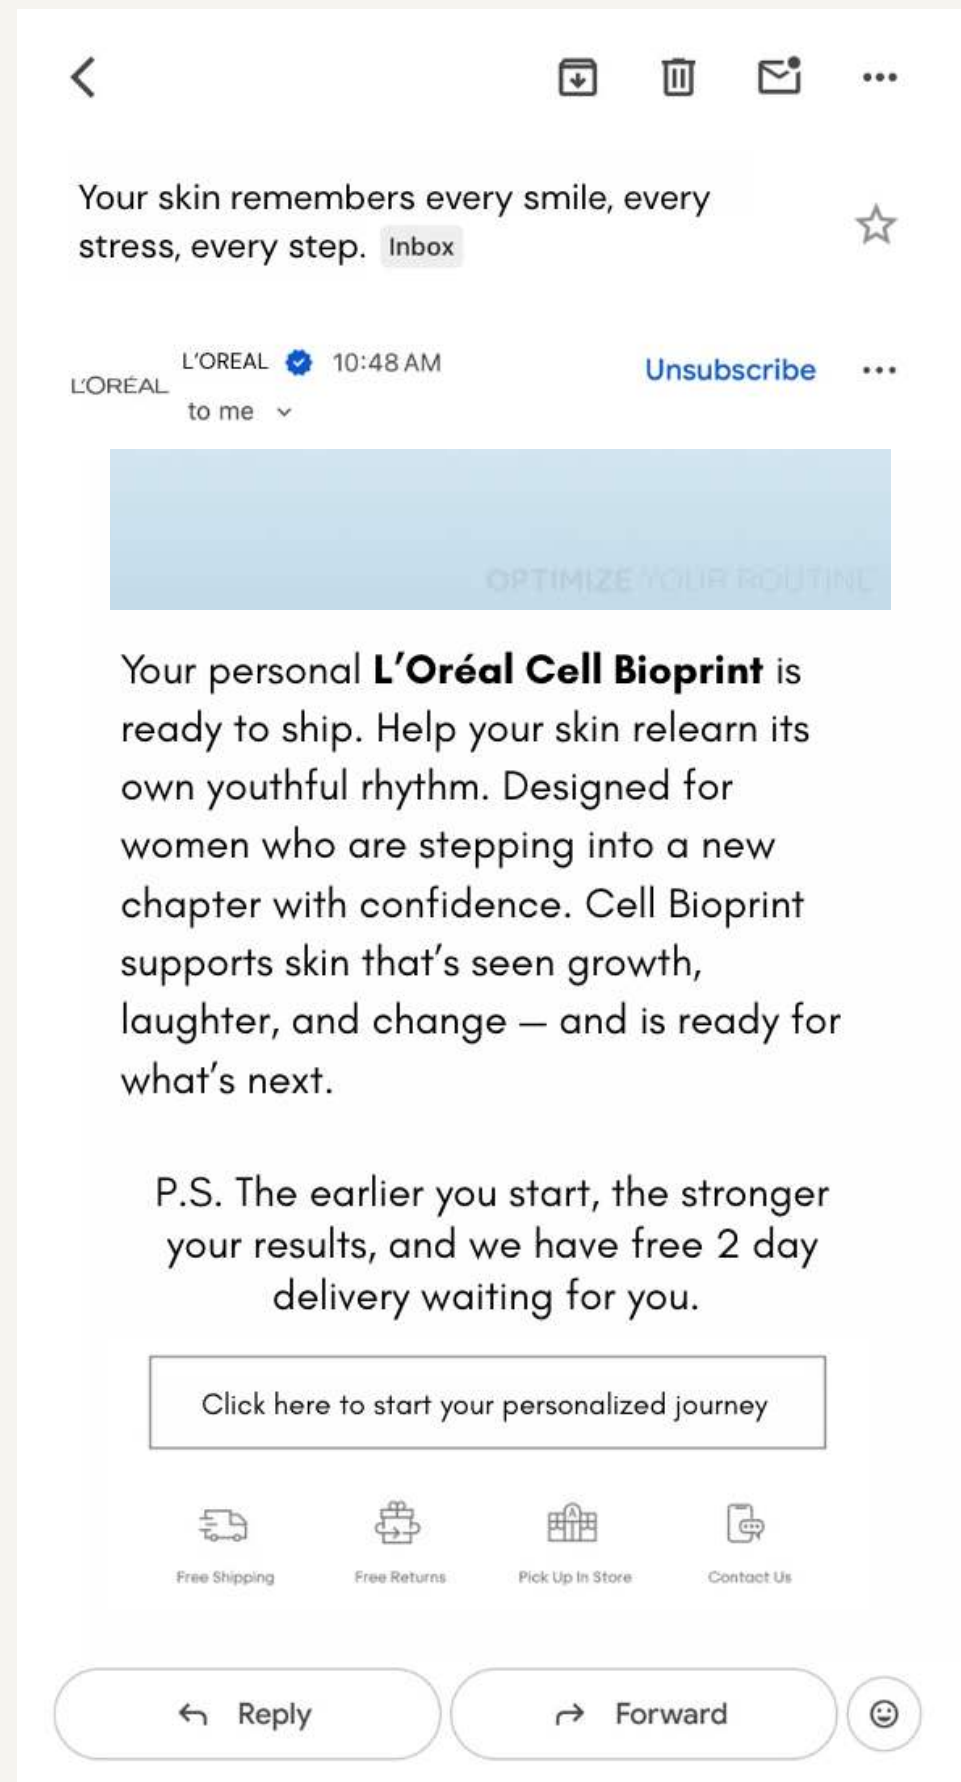 Your skin remembers every smile, every
stress, every step. Inbox
L'OREAL 10:48 AM Unsubscribe
L'ORÉAL
to me
OPTIMIZE YOUR ROUTINE
Your personal L'Oréal Cell Bioprint is
ready to ship. Help your skin relearn its
own youthful rhythm. Designed for
women who are stepping into a new
chapter with confidence. Cell Bioprint
supports skin that's seen growth,
laughter, and change – and is ready for
what's next.
P.S. The earlier you start, the stronger
your results, and we have free 2 day
delivery waiting for you.
Click here to start your personalized journey
Free Shipping Free Returns Pick Up In Store Contact Us
Reply Forward